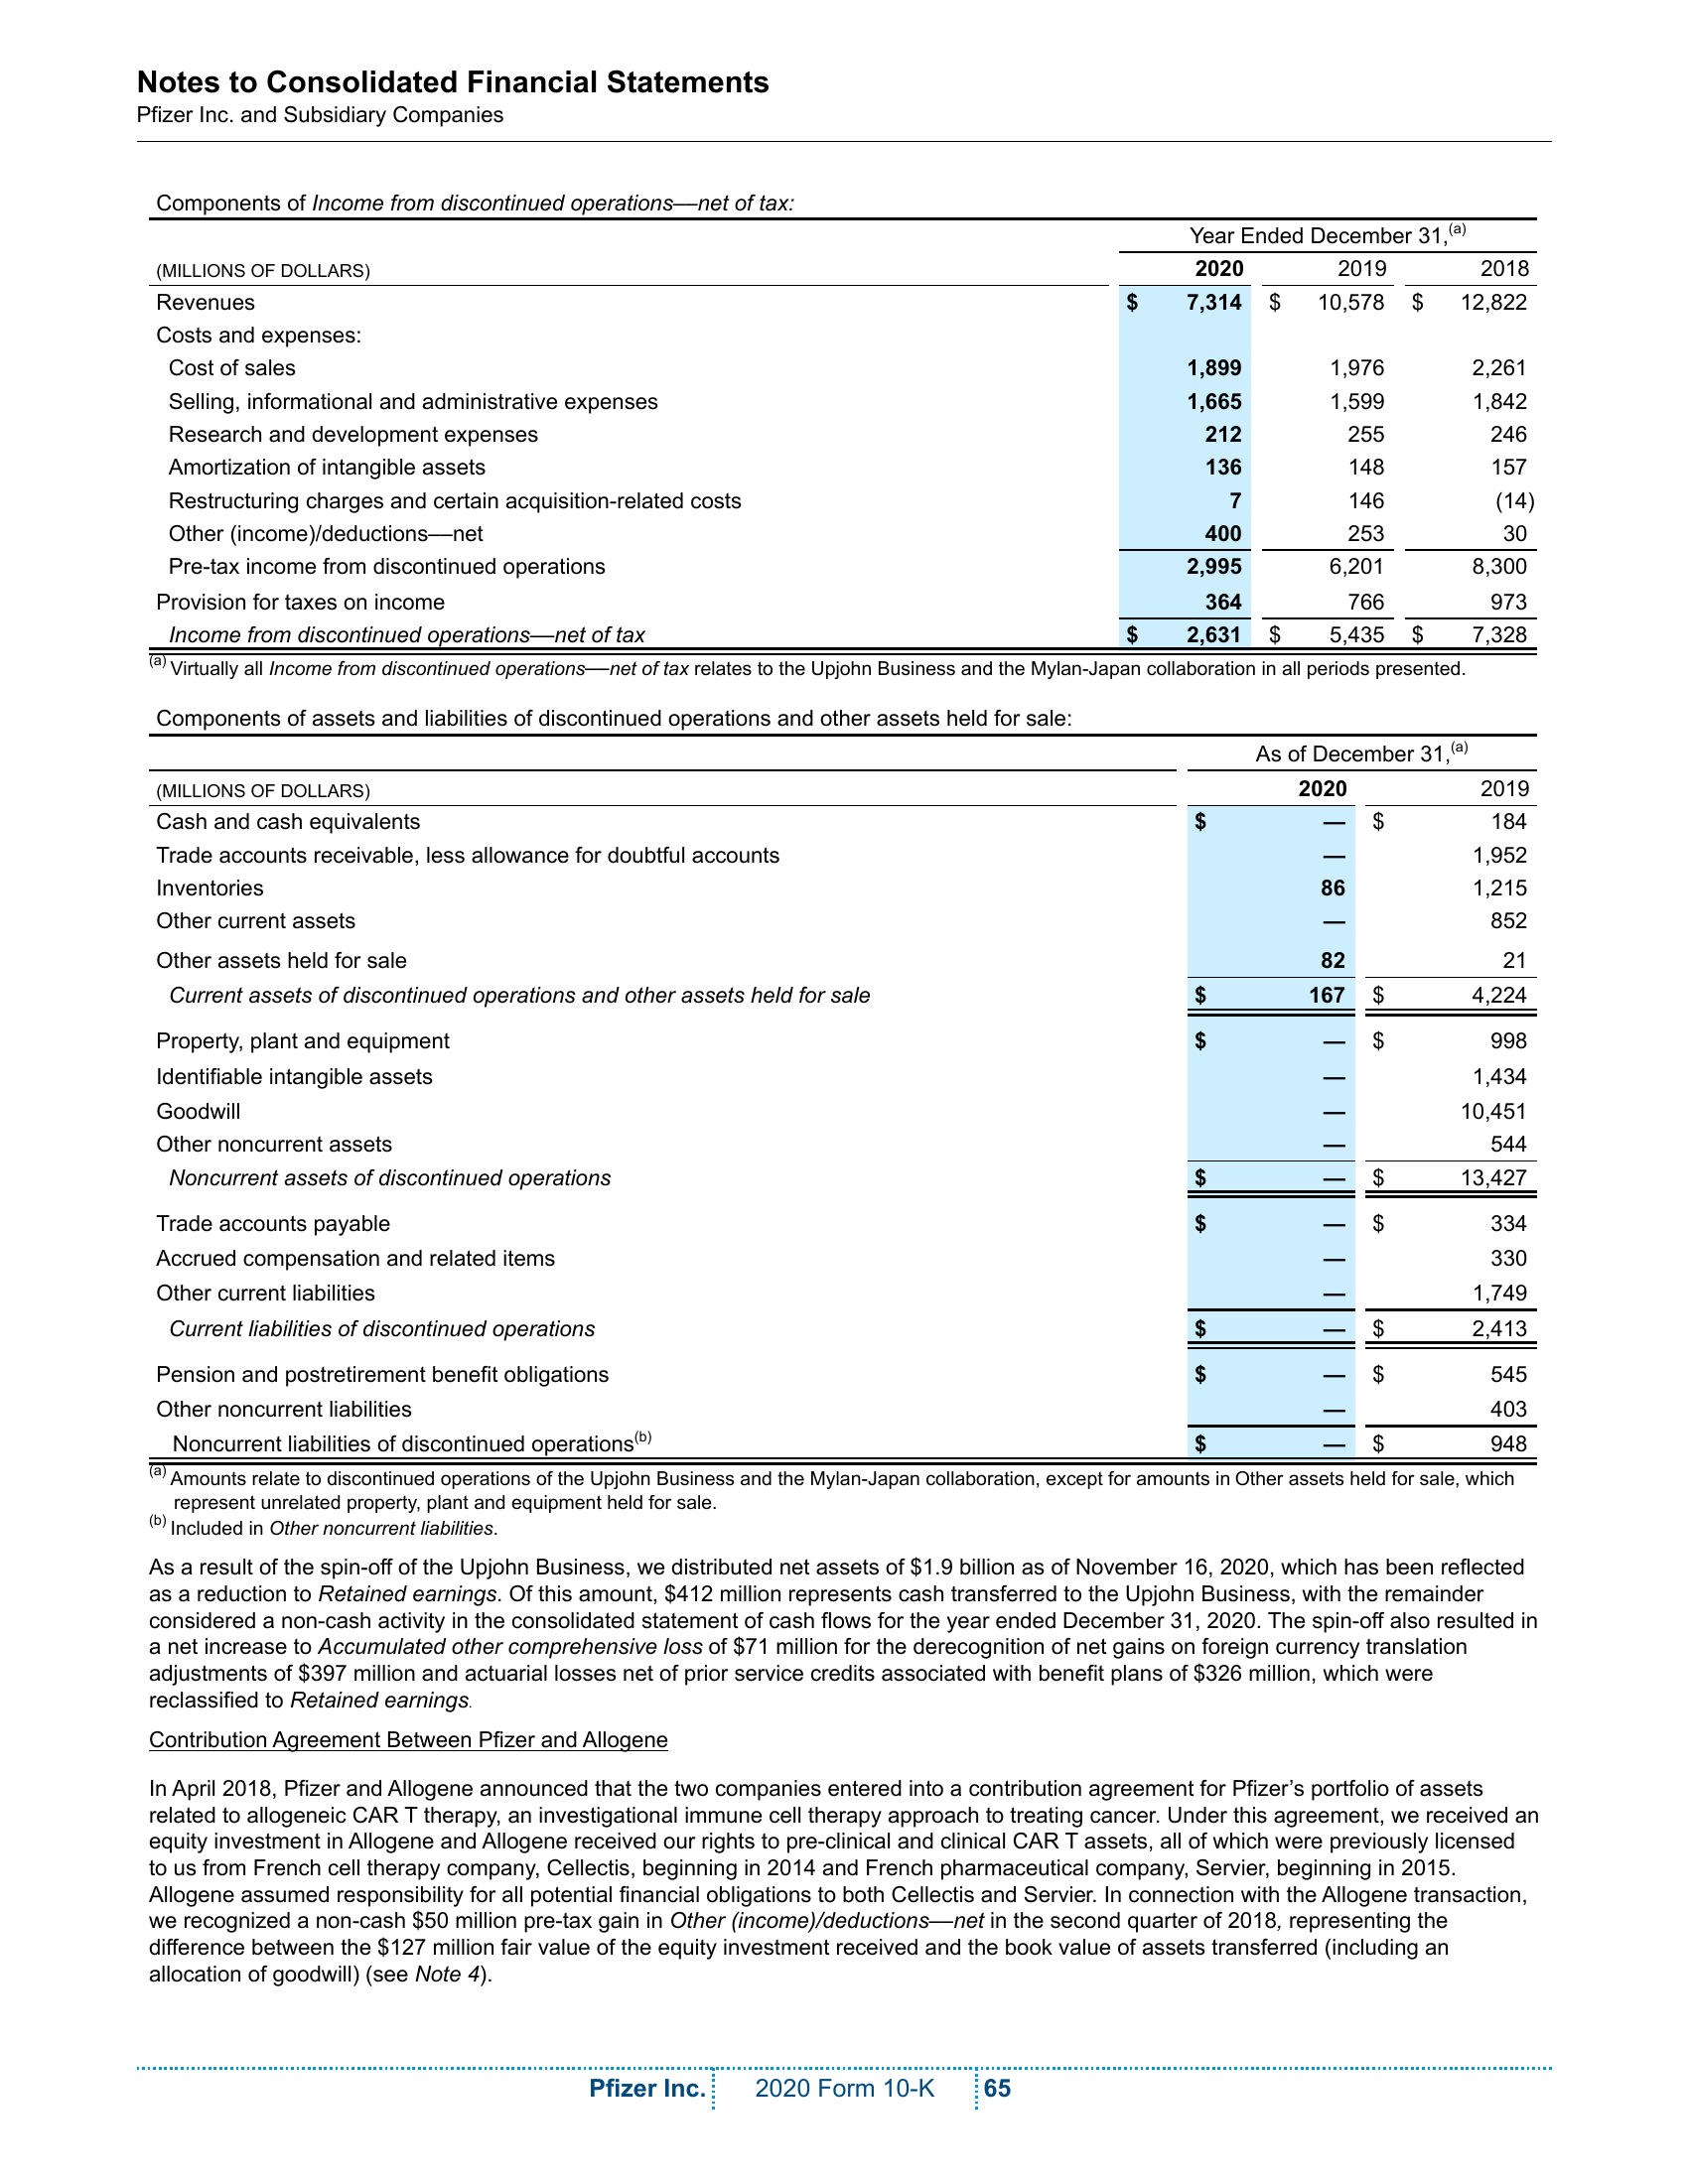 Notes to Consolidated Financial Statements
Pfizer Inc. and Subsidiary Companies
Components of Income from discontinued operations––net of tax:
Year Ended December 31,(a)
(MILLIONS OF DOLLARS) 2020 2019 2018
Revenues $ 7,314 $ 10,578 $ 12,822
Costs and expenses:
Cost of sales 1,899 1,976 2,261
Selling, informational and administrative expenses 1,665 1,599 1,842
Research and development expenses 212 255 246
Amortization of intangible assets 136 148 157
Restructuring charges and certain acquisition-related costs 7 146 (14)
Other (income)/deductions––net 400 253 30
Pre-tax income from discontinued operations 2,995 6,201 8,300
Provision for taxes on income 364 766 973
Income from discontinued operations––net of tax $ 2,631 $ 5,435 $ 7,328
(a) Virtually all Income from discontinued operations––net of tax relates to the Upjohn Business and the Mylan-Japan collaboration in all periods presented.
Components of assets and liabilities of discontinued operations and other assets held for sale:
As of December 31,(a)
(MILLIONS OF DOLLARS) 2020 2019
Cash and cash equivalents $ — $ 184
Trade accounts receivable, less allowance for doubtful accounts — 1,952
Inventories 86 1,215
Other current assets — 852
Other assets held for sale 82 21
Current assets of discontinued operations and other assets held for sale $ 167 $ 4,224
Property, plant and equipment $ — $ 998
Identifiable intangible assets — 1,434
Goodwill — 10,451
Other noncurrent assets — 544
Noncurrent assets of discontinued operations $ — $ 13,427
Trade accounts payable $ — $ 334
Accrued compensation and related items — 330
Other current liabilities — 1,749
Current liabilities of discontinued operations $ — $ 2,413
Pension and postretirement benefit obligations $ — $ 545
Other noncurrent liabilities — 403
Noncurrent liabilities of discontinued operations(b) $ — $ 948
(a) Amounts relate to discontinued operations of the Upjohn Business and the Mylan-Japan collaboration, except for amounts in Other assets held for sale, which
represent unrelated property, plant and equipment held for sale.
(b) Included in Other noncurrent liabilities.
As a result of the spin-off of the Upjohn Business, we distributed net assets of $1.9 billion as of November 16, 2020, which has been reflected
as a reduction to Retained earnings. Of this amount, $412 million represents cash transferred to the Upjohn Business, with the remainder
considered a non-cash activity in the consolidated statement of cash flows for the year ended December 31, 2020. The spin-off also resulted in
a net increase to Accumulated other comprehensive loss of $71 million for the derecognition of net gains on foreign currency translation
adjustments of $397 million and actuarial losses net of prior service credits associated with benefit plans of $326 million, which were
reclassified to Retained earnings.
Contribution Agreement Between Pfizer and Allogene
In April 2018, Pfizer and Allogene announced that the two companies entered into a contribution agreement for Pfizer’s portfolio of assets
related to allogeneic CAR T therapy, an investigational immune cell therapy approach to treating cancer. Under this agreement, we received an
equity investment in Allogene and Allogene received our rights to pre-clinical and clinical CAR T assets, all of which were previously licensed
to us from French cell therapy company, Cellectis, beginning in 2014 and French pharmaceutical company, Servier, beginning in 2015.
Allogene assumed responsibility for all potential financial obligations to both Cellectis and Servier. In connection with the Allogene transaction,
we recognized a non-cash $50 million pre-tax gain in Other (income)/deductions––net in the second quarter of 2018, representing the
difference between the $127 million fair value of the equity investment received and the book value of assets transferred (including an
allocation of goodwill) (see Note 4).
Pfizer Inc. 2020 Form 10-K 65